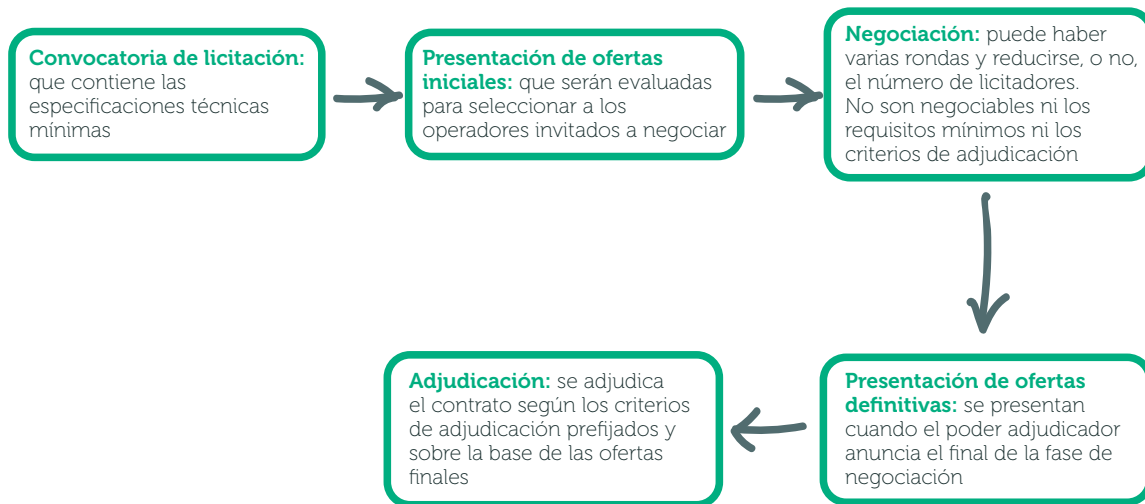 Convocatoria de licitación:
que contiene las
especificaciones técnicas
mínimas
Presentación de ofertas
iniciales: que serán evaluadas
para seleccionar a los
operadores invitados a negociar
Negociación: puede haber
varias rondas y reducirse, o no,
el número de licitadores.
No son negociables ni los
requisitos mínimos ni los
criterios de adjudicación
Presentación de ofertas
definitivas: se presentan
cuando el poder adjudicador
anuncia el final de la fase de
negociación
Adjudicación: se adjudica
el contrato según los criterios
de adjudicación prefijados y
sobre la base de las ofertas
finales